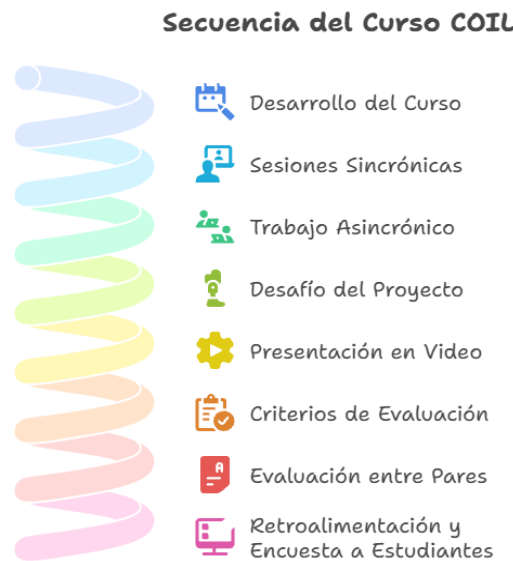 Secuencia del Curso COIL
Desarrollo del Curso
Sesiones Sincrónicas
Trabajo Asincrónico
Desafío del Proyecto
Presentación en Video
Criterios de Evaluación
A
Evaluación entre Pares
Retroalimentación y
Encuesta a Estudiantes